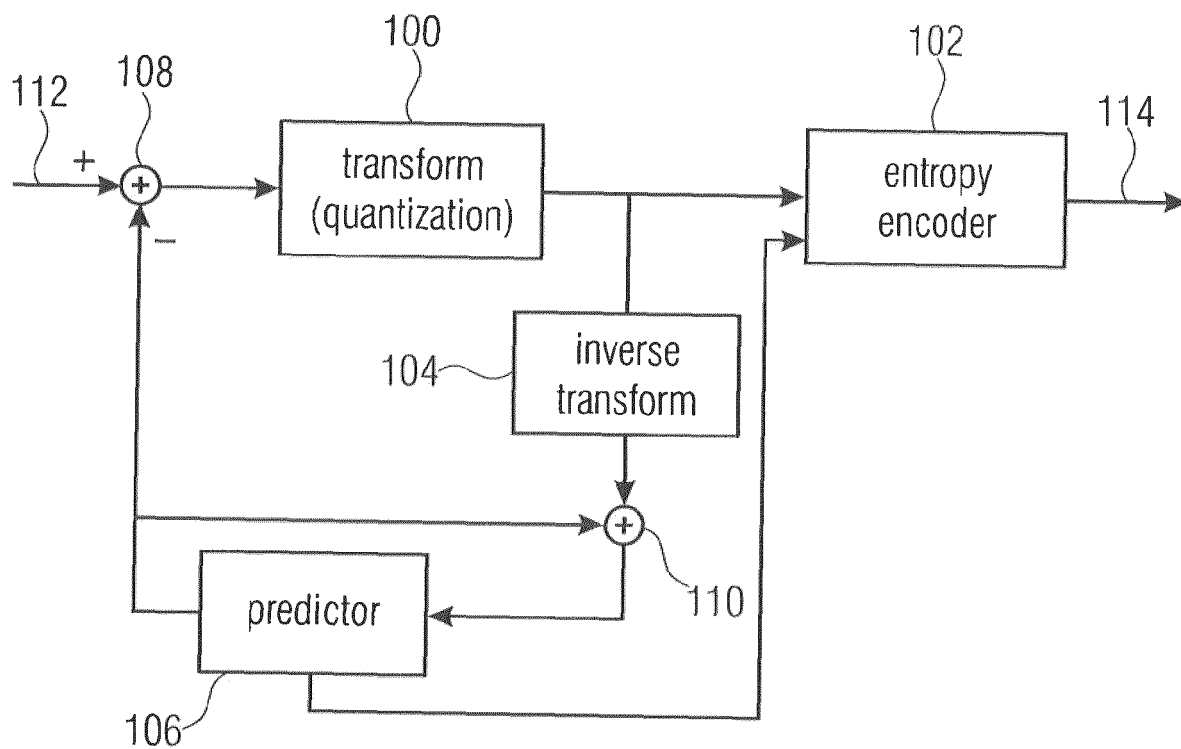 100
102
108
112
114
+
+
transform
(quantization)
entropy
encoder
−
inverse
transform
104
+
110
predictor
106